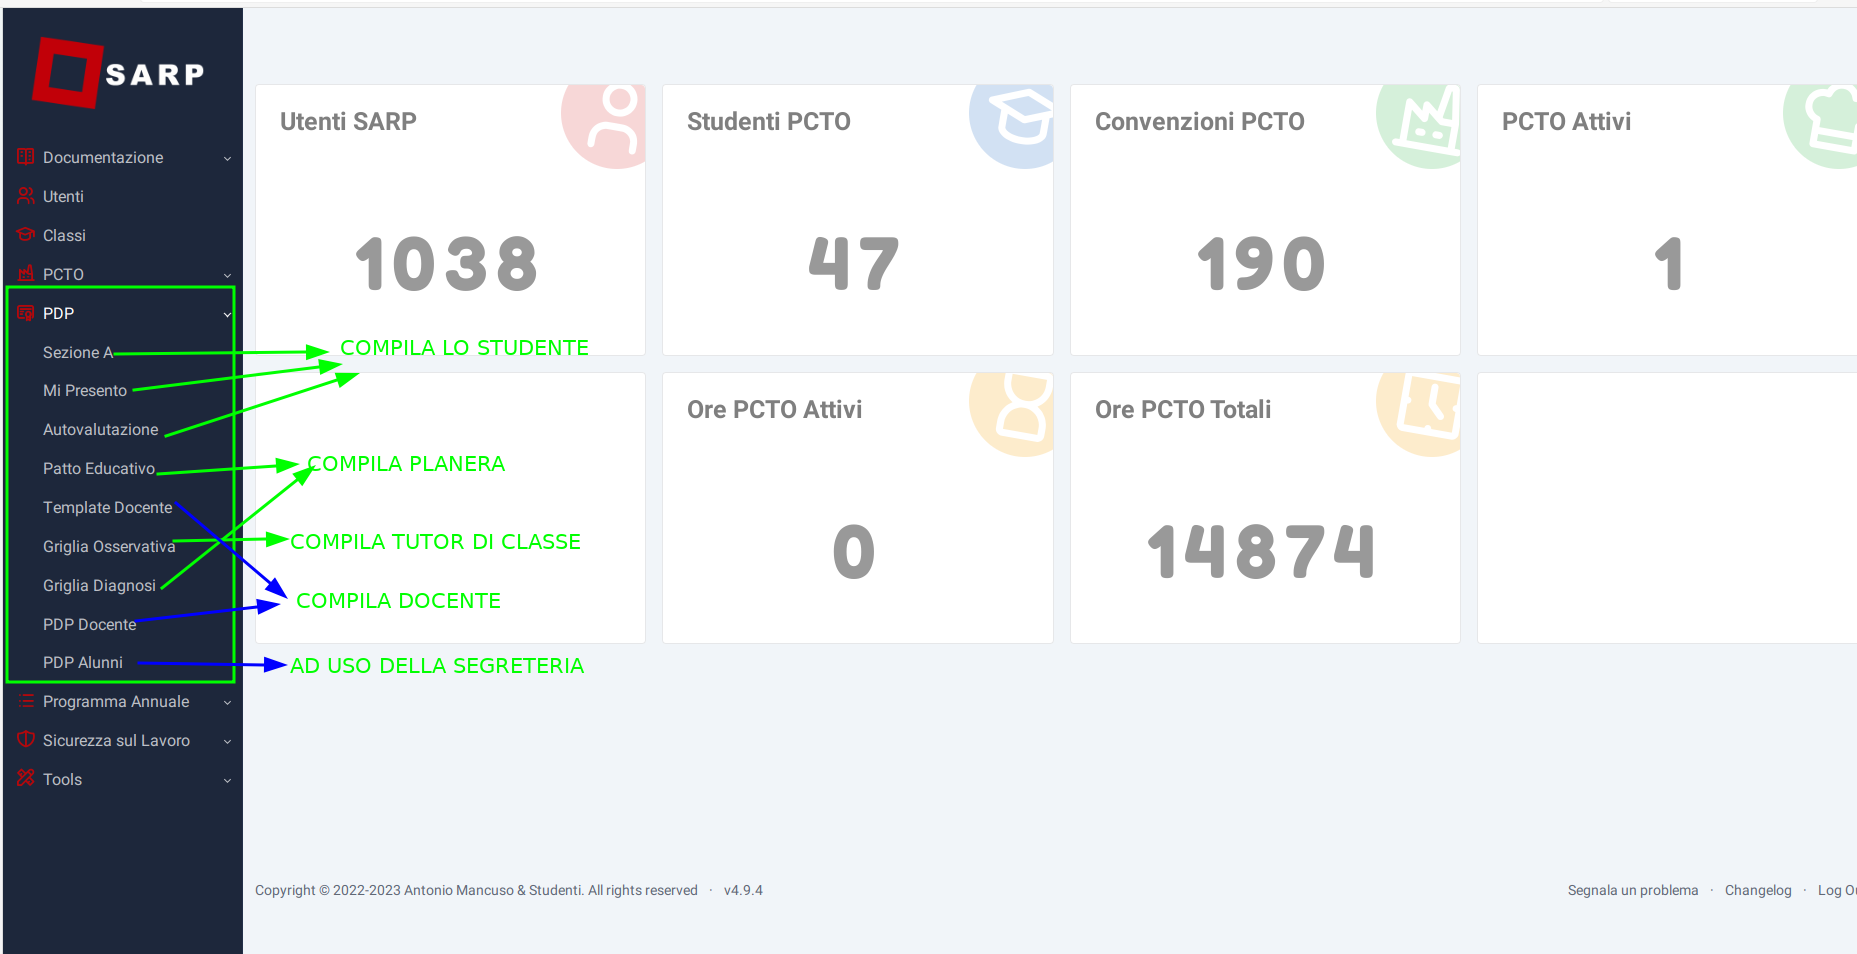 SARP
Documentazione
Utenti
Classi
PCTO
PDP
Sezione A
Mi Presento
Autovalutazione
Patto Educativo
Template Docente
Griglia Osservativa
Griglia Diagnosi
PDP Docente
PDP Alunni
Programma Annuale
Sicurezza sul Lavoro
Tools
Utenti SARP
1038
Studenti PCTO
47
Convenzioni PCTO
190
PCTO Attivi
1
COMPILA LO STUDENTE
COMPILA PLANERA
COMPILA TUTOR DI CLASSE
COMPILA DOCENTE
AD USO DELLA SEGRETERIA
Ore PCTO Attivi
0
Ore PCTO Totali
14874
Copyright © 2022-2023 Antonio Mancuso & Studenti. All rights reserved · v4.9.4
Segnala un problema · Changelog · Log